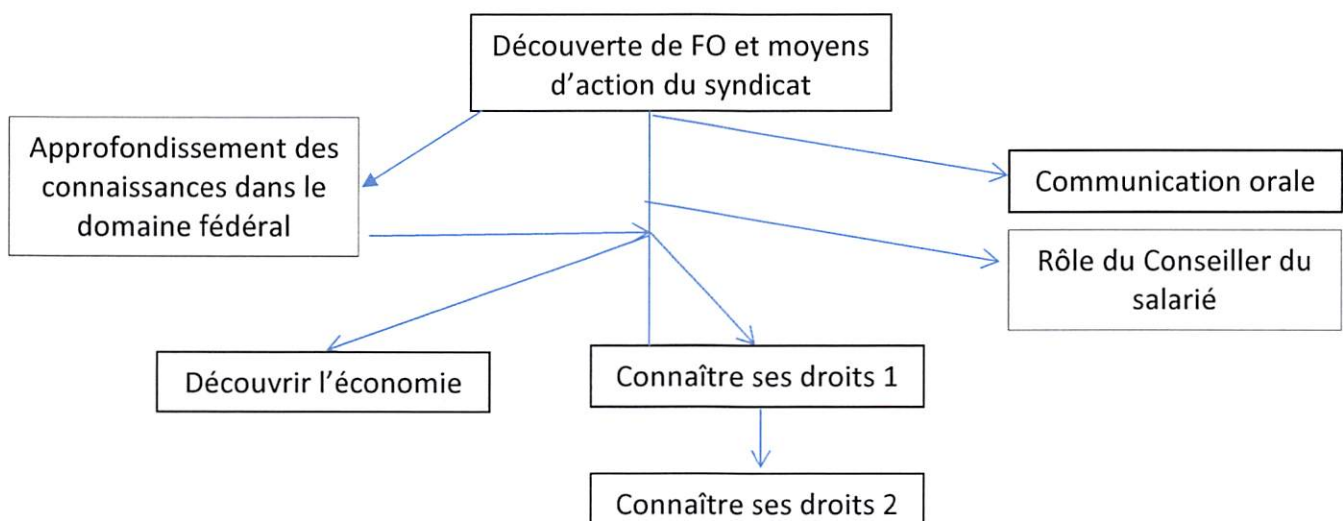 Découverte de FO et moyens
d'action du syndicat
Approfondissement des
connaissances dans le
domaine fédéral
Communication orale
Rôle du Conseiller du
salarié
Découvrir l'économie
Connaître ses droits 1
Connaître ses droits 2